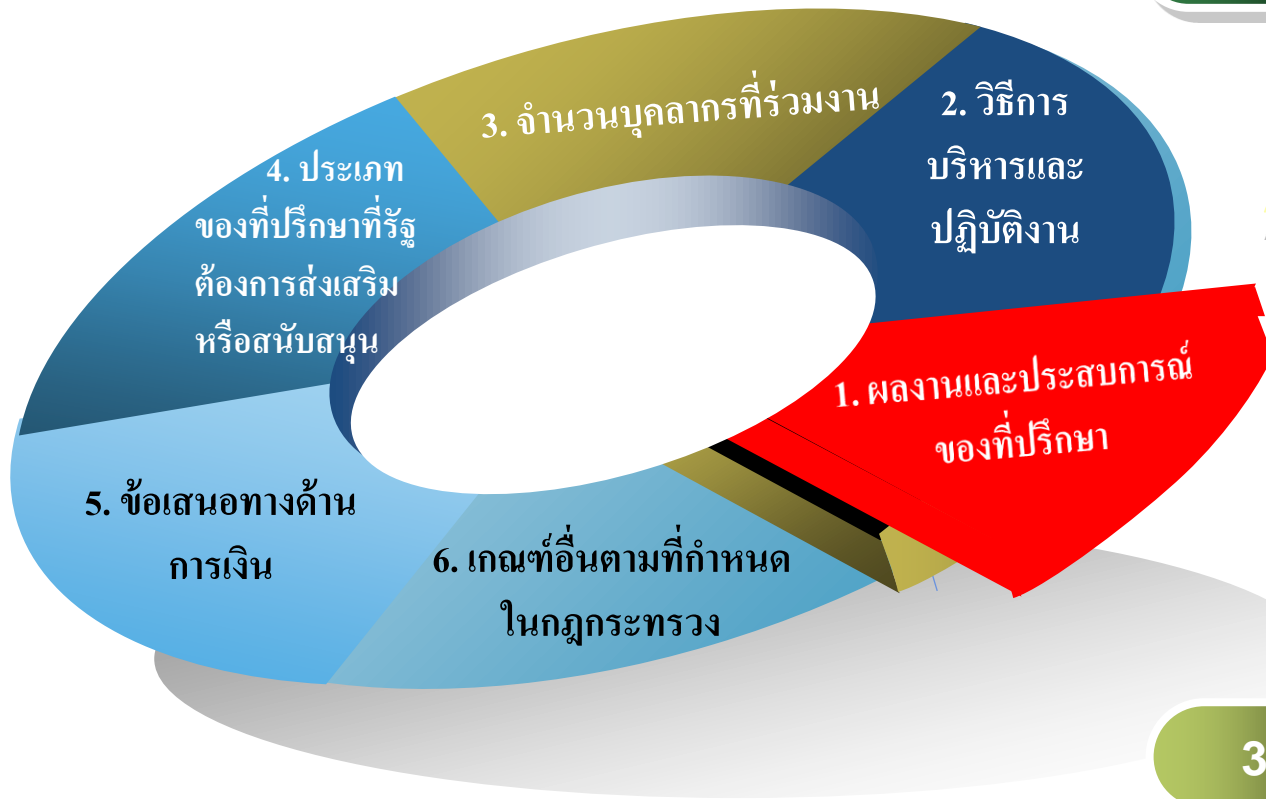 3. จำนวนบุคลากรที่ร่วมงาน
2. วิธีการ
บริหารและ
ปฏิบัติงาน
4. ประเภท
ของที่ปรึกษาที่รัฐ
ต้องการส่งเสริม
หรือสนับสนุน
1. ผลงานและประสบการณ์
ของที่ปรึกษา
5. ข้อเสนอทางด้าน
การเงิน
6. เกณฑ์อื่นตามที่กำหนด
ในกฎกระทรวง
3